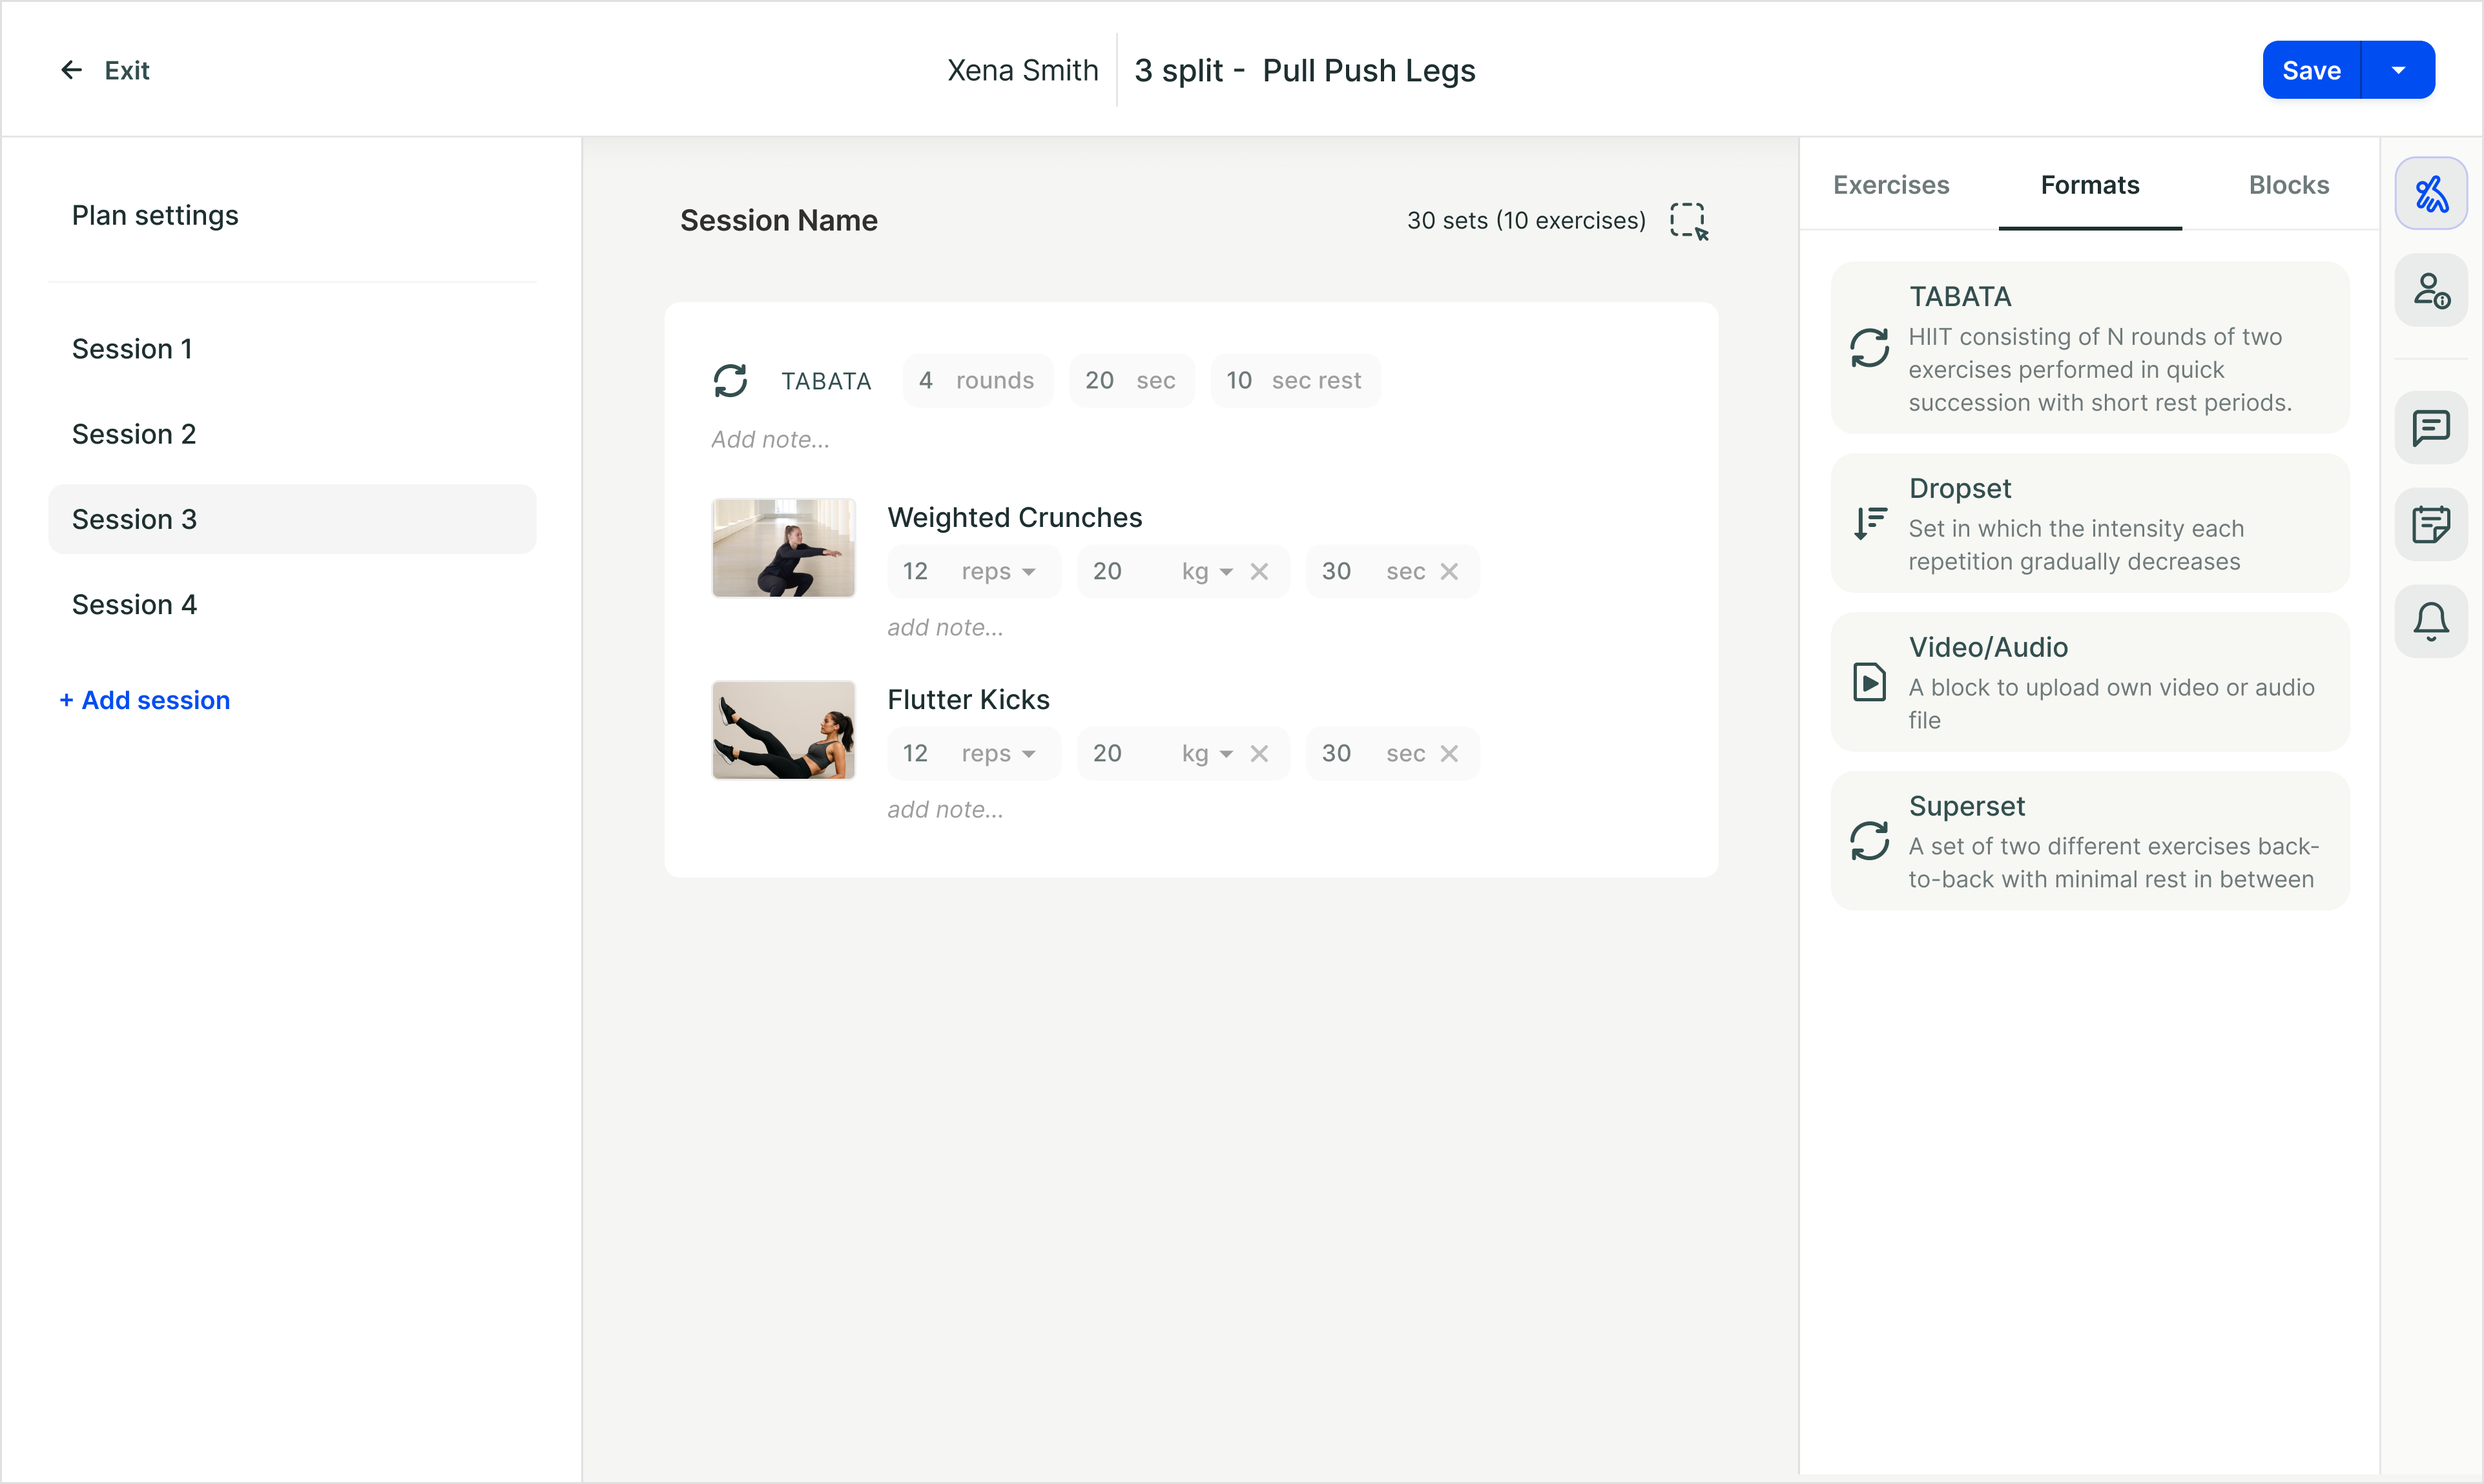 Exit
Xena Smith
3 split - Pull Push Legs
Save
Plan settings
Session 1
Session 2
Session 3
Session 4
+ Add session
Session Name
30 sets (10 exercises)
TABATA 4 rounds 20 sec 10 sec rest
Add note...
Weighted Crunches
12 reps 20 kg 30 sec
add note...
Flutter Kicks
12 reps 20 kg 30 sec
add note...
Exercises Formats Blocks
TABATA
HIIT consisting of N rounds of two
exercises performed in quick
succession with short rest periods.
Dropset
Set in which the intensity each
repetition gradually decreases
Video/Audio
A block to upload own video or audio
file
Superset
A set of two different exercises back-
to-back with minimal rest in between